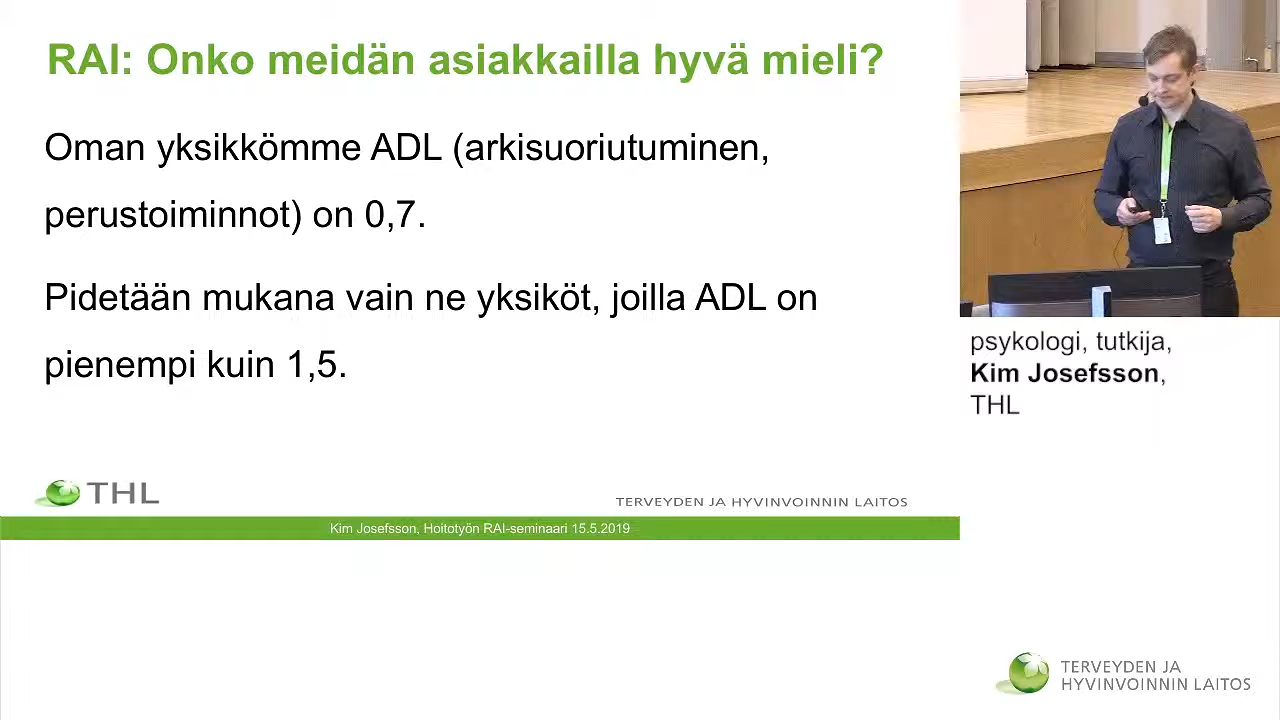 RAI: Onko meidän asiakkailla hyvä mieli?
Oman yksikkömme ADL (arkisuoriutuminen,
perustoiminnot) on 0,7.
Pidetään mukana vain ne yksiköt, joilla ADL on
pienempi kuin 1,5.
THL
TERVEYDEN JA HYVINVOINNIN LAITOS
Kim Josefsson, Hoitotyön RAI-seminaari 15.5.2019
psykologi, tutkija,
Kim Josefsson,
THL
TERVEYDEN JA
HYVINVOINNIN LAITOS